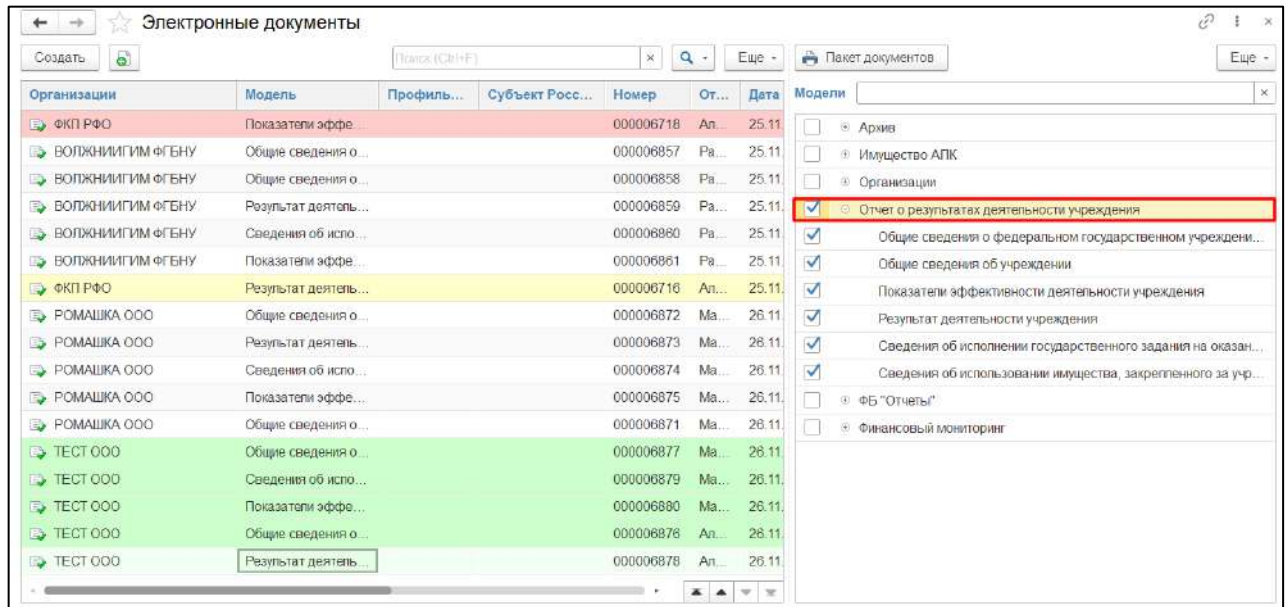 Электронные документы
Создать
Поиск (Ctrl+F)
×
Еще
Пакет документов
Еще
Организации Модель Профиль... Субъект Росс... Номер От... Дата
ФКП РФО Показатели эффе... 000006718 Ал... 25.11.
ВОЛЖНИИГИМ ФГБНУ Общие сведения о... 000006857 Ра... 25.11.
ВОЛЖНИИГИМ ФГБНУ Общие сведения о... 000006858 Ра... 25.11.
ВОЛЖНИИГИМ ФГБНУ Результат деятель... 000006859 Ра... 25.11.
ВОЛЖНИИГИМ ФГБНУ Сведения об испо... 000006860 Ра... 25.11.
ВОЛЖНИИГИМ ФГБНУ Показатели эффе... 000006861 Ра... 25.11.
ФКП РФО Результат деятель... 000006716 Ал... 25.11.
РОМАШКА ООО Общие сведения о... 000006872 Ма... 26.11.
РОМАШКА ООО Результат деятель... 000006873 Ма... 26.11.
РОМАШКА ООО Сведения об испо... 000006874 Ма... 26.11.
РОМАШКА ООО Показатели эффе... 000006875 Ма... 26.11.
РОМАШКА ООО Общие сведения о... 000006871 Ма... 26.11.
ТЕСТ ООО Общие сведения о... 000006877 Ма... 26.11.
ТЕСТ ООО Сведения об испо... 000006879 Ма... 26.11.
ТЕСТ ООО Показатели эффе... 000006880 Ма... 26.11.
ТЕСТ ООО Общие сведения о... 000006876 Ал... 26.11.
ТЕСТ ООО Результат деятель... 000006878 Ал... 26.11.
Модели
Архив
Имущество АПК
Организации
Отчет о результатах деятельности учреждения
Общие сведения о федеральном государственном учреждени...
Общие сведения об учреждении
Показатели эффективности деятельности учреждения
Результат деятельности учреждения
Сведения об исполнении государственного задания на оказан...
Сведения об использовании имущества, закрепленного за учр...
ФБ "Отчеты"
Финансовый мониторинг